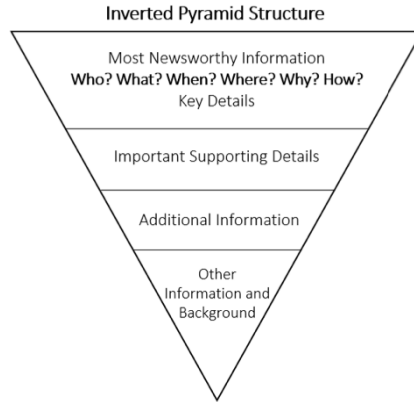 Inverted Pyramid Structure
Most Newsworthy Information
Who? What? When? Where? Why? How?
Key Details
Important Supporting Details
Additional Information
Other
Information and
Background